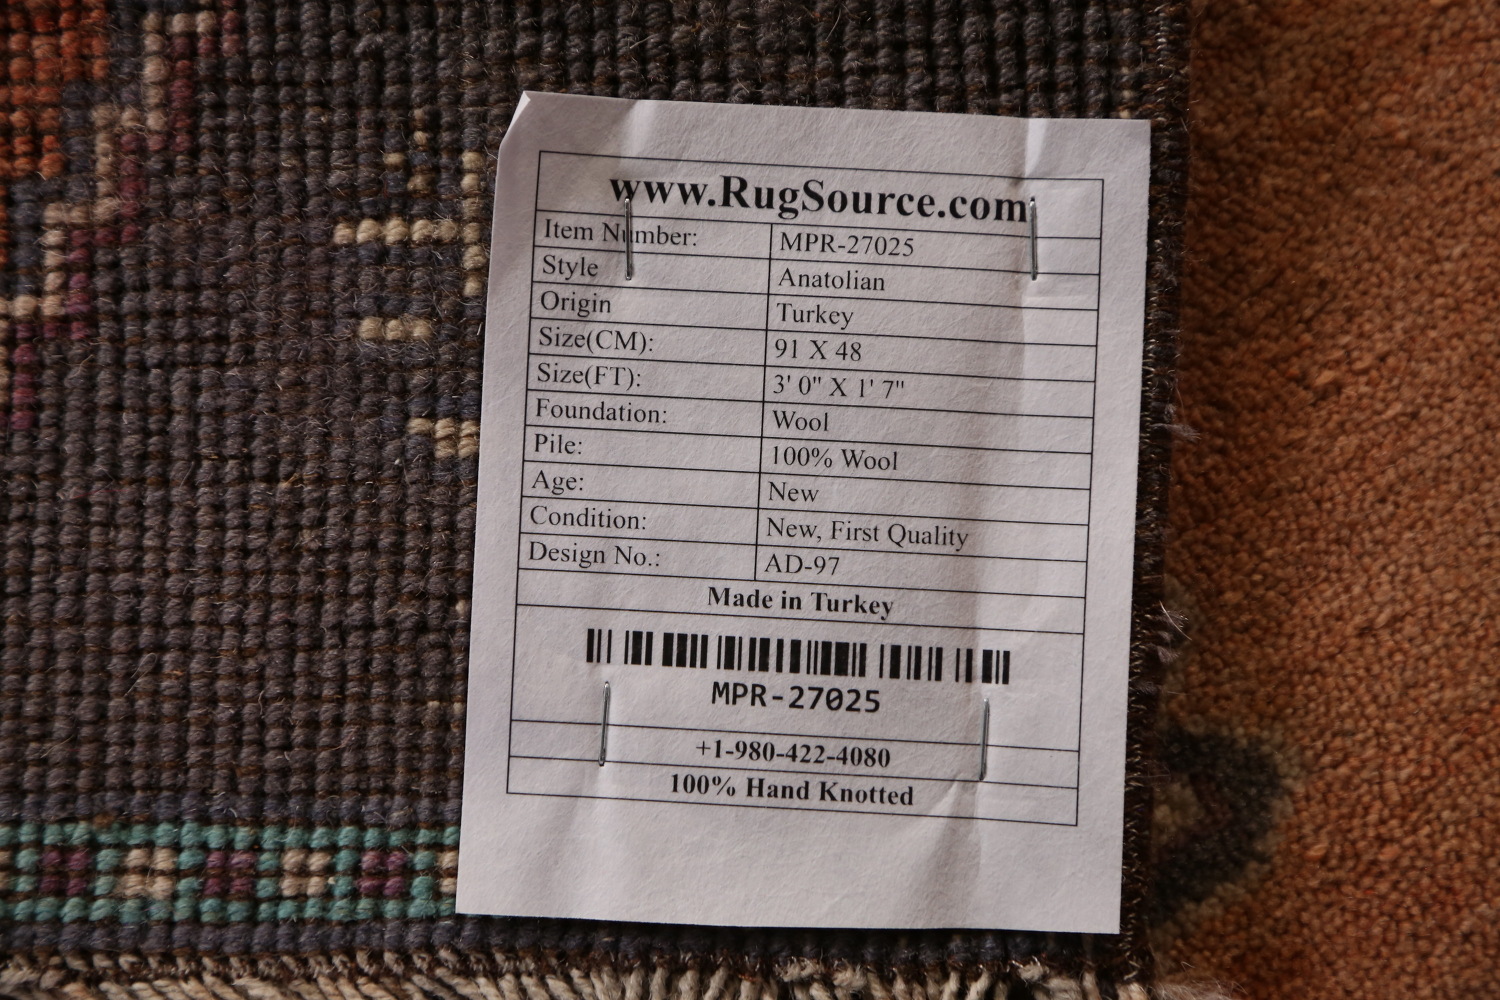 www.RugSource.com
Item Number: MPR-27025
Style Anatolian
Origin Turkey
Size(CM): 91 X 48
Size(FT): 3' 0" X 1' 7"
Foundation: Wool
Pile: 100% Wool
Age: New
Condition: New, First Quality
Design No.: AD-97
Made in Turkey
MPR-27025
+1-980-422-4080
100% Hand Knotted